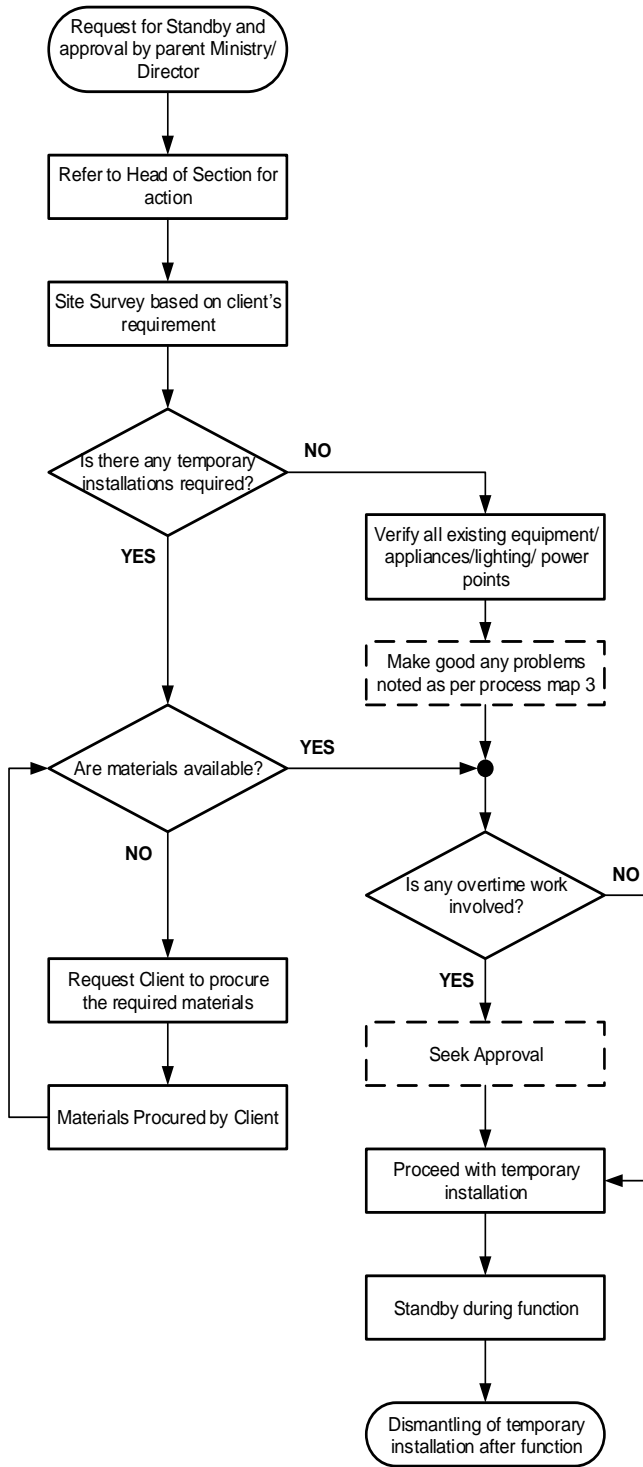 Request for Standby and
approval by parent Ministry/
Director
Refer to Head of Section for
action
Site Survey based on client's
requirement
Is there any temporary
installations required?
NO
YES
Verify all existing equipment/
appliances/lighting/ power
points
Make good any problems
noted as per process map 3
Are materials available?
YES
NO
Is any overtime work
involved?
NO
YES
Request Client to procure
the required materials
Seek Approval
Materials Procured by Client
Proceed with temporary
installation
Standby during function
Dismantling of temporary
installation after function